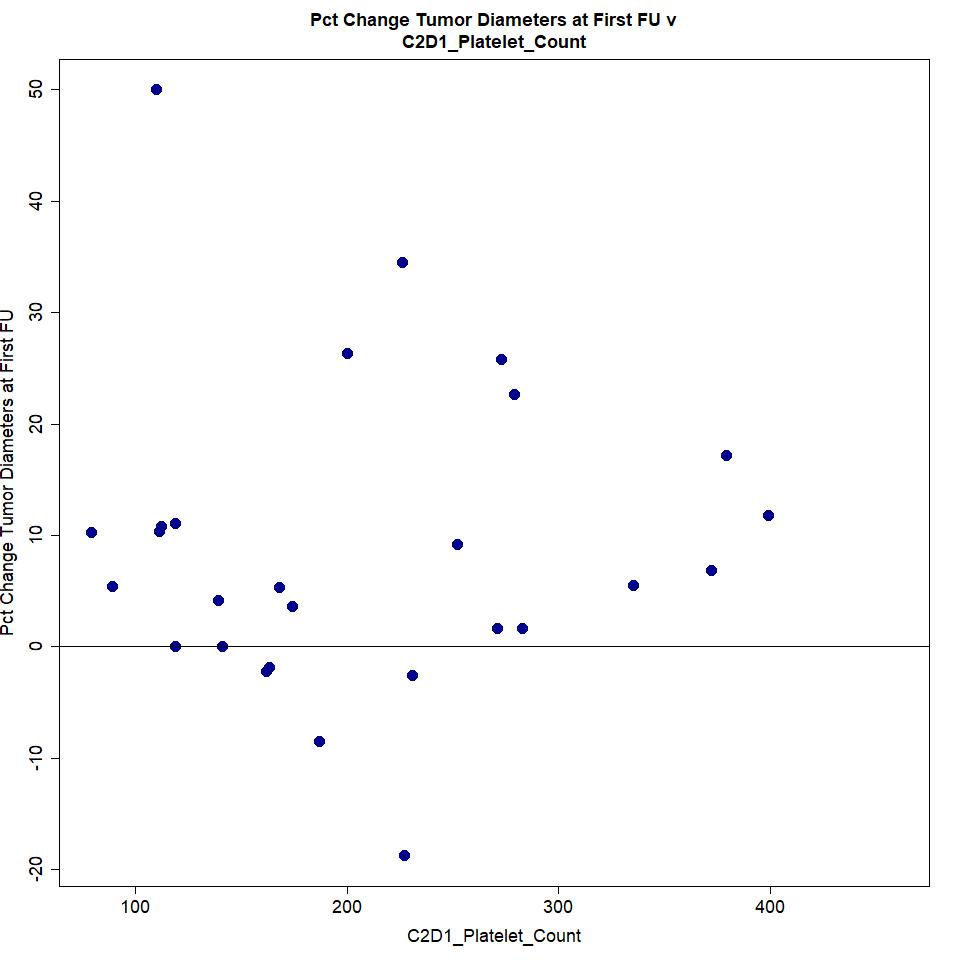 Pct Change Tumor Diameters at First FU v
C2D1_Platelet_Count
Pct Change Tumor Diameters at First FU
50
40
30
20
10
0
-10
-20
100 200 300 400
C2D1_Platelet_Count